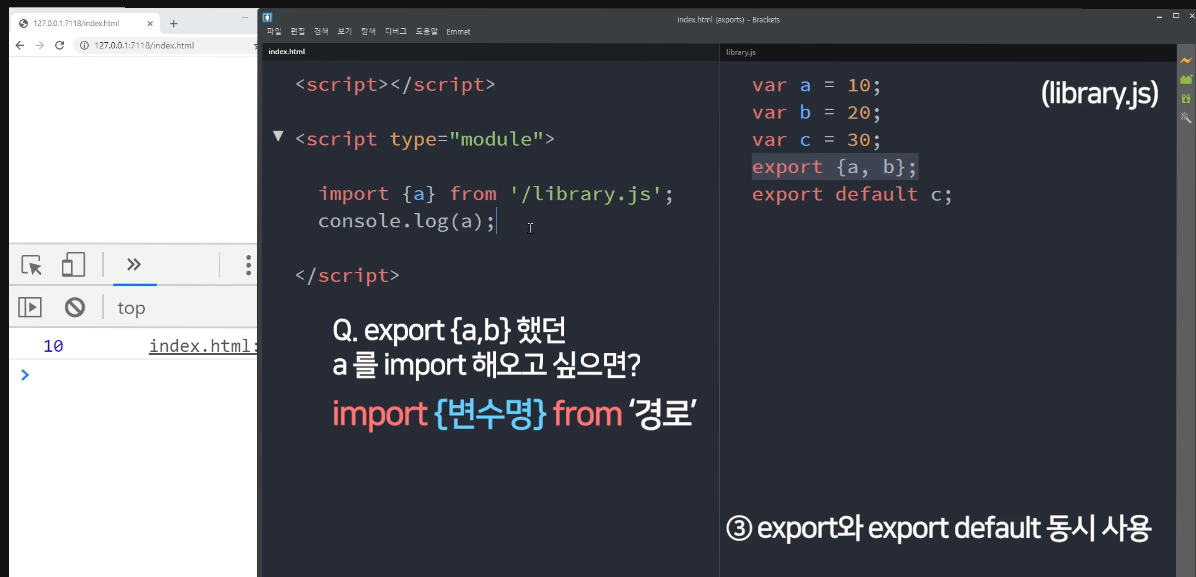 127.0.0.1:7118/index.html
127.0.0.1:7118/index.html
top
10 index.html:
index.html (exports) - Brackets
파일 편집 검색 보기 탐색 디버그 도움말 Emmet
index.html
<script></script>
<script type="module">
import {a} from '/library.js';
console.log(a);
</script>
Q. export {a,b} 했던
a 를 import 해오고 싶으면?
import {변수명} from ‘경로’
library.js
var a = 10;
var b = 20;
var c = 30;
export {a, b};
export default c;
(library.js)
③ export와 export default 동시 사용